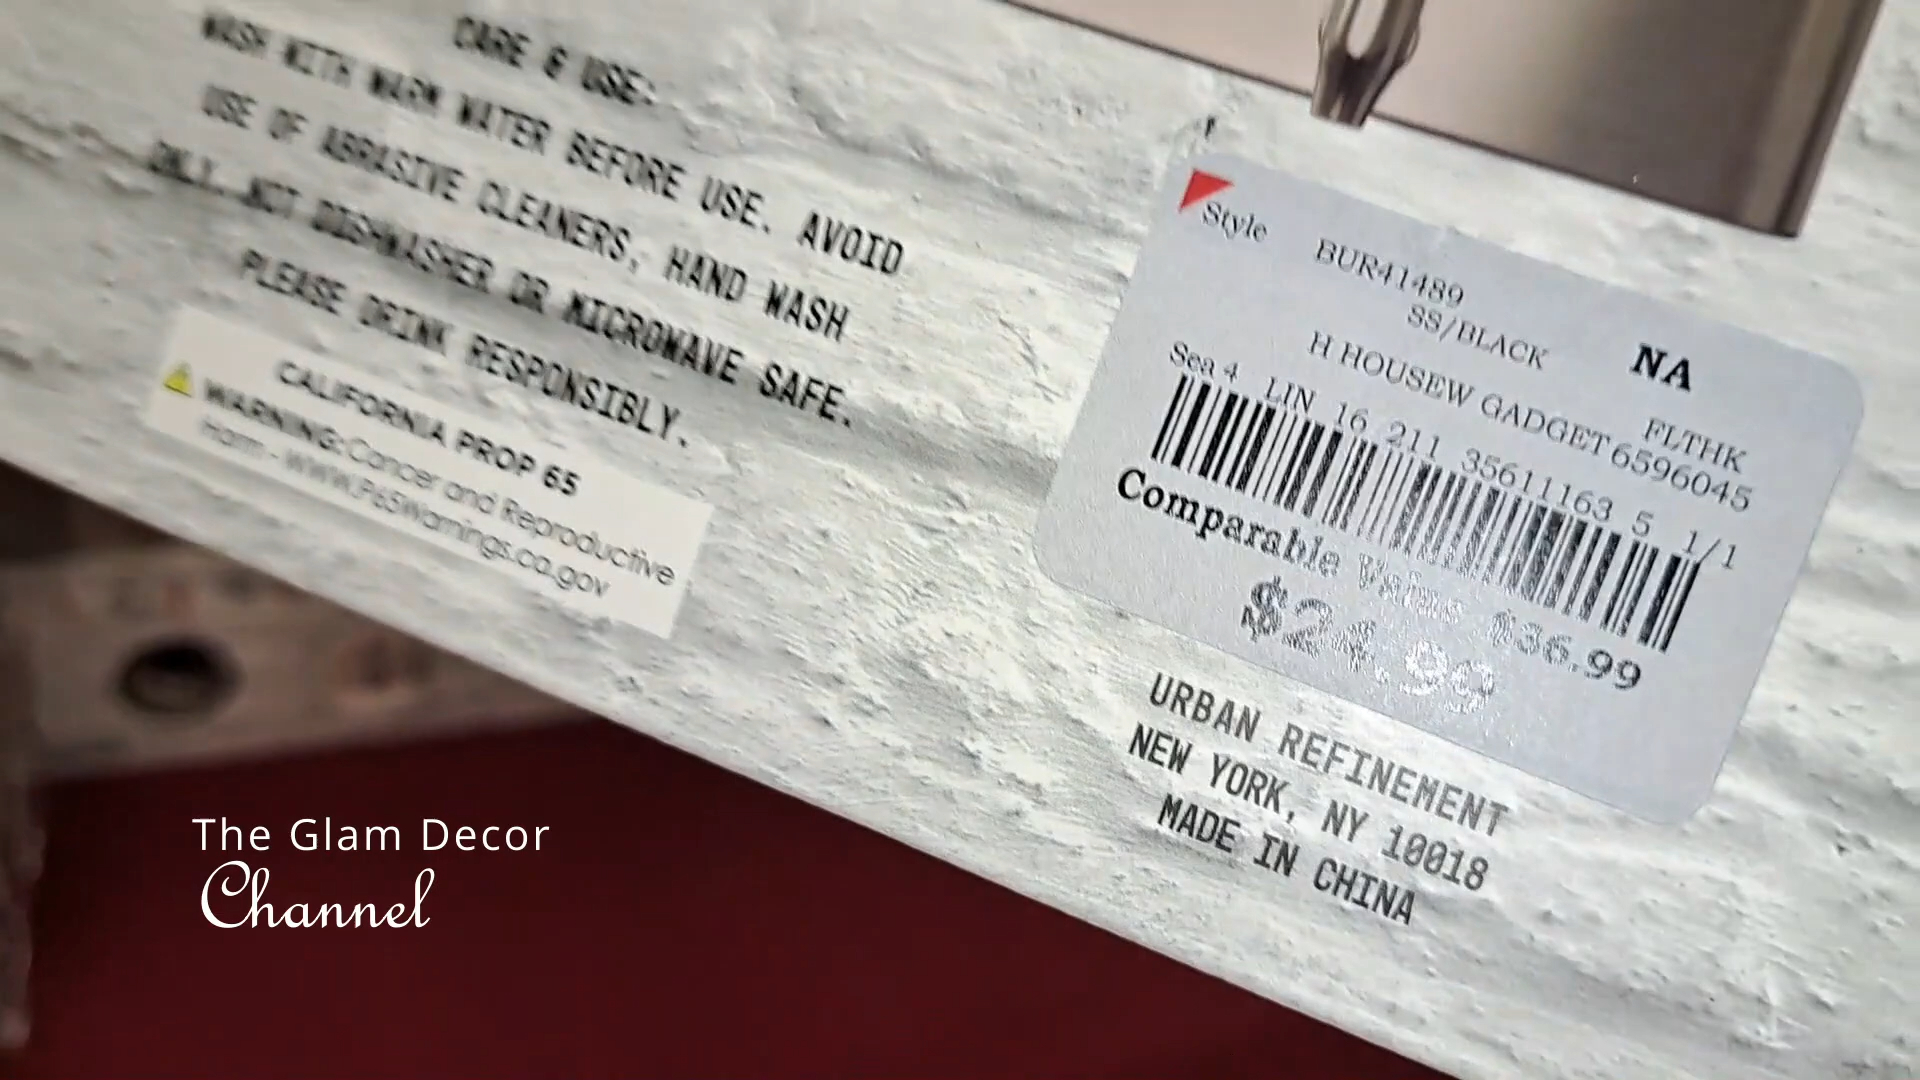 CARE & USE:
WASH WITH WARM WATER BEFORE USE. AVOID
USE OF ABRASIVE CLEANERS, HAND WASH
ONLY. NOT DISHWASHER OR MICROWAVE SAFE.
PLEASE DRINK RESPONSIBLY.
CALIFORNIA PROP 65
WARNING: Cancer and Reproductive
Harm - www.P65Warnings.ca.gov
Style BUR41489
SS/BLACK NA
H HOUSEW GADGET FLTHK
Sea 4 LIN 16 211 35611163 5 1/1
6596045
Comparable Value $36.99
$24.99
URBAN REFINEMENT
NEW YORK, NY 10018
MADE IN CHINA
The Glam Decor
Channel